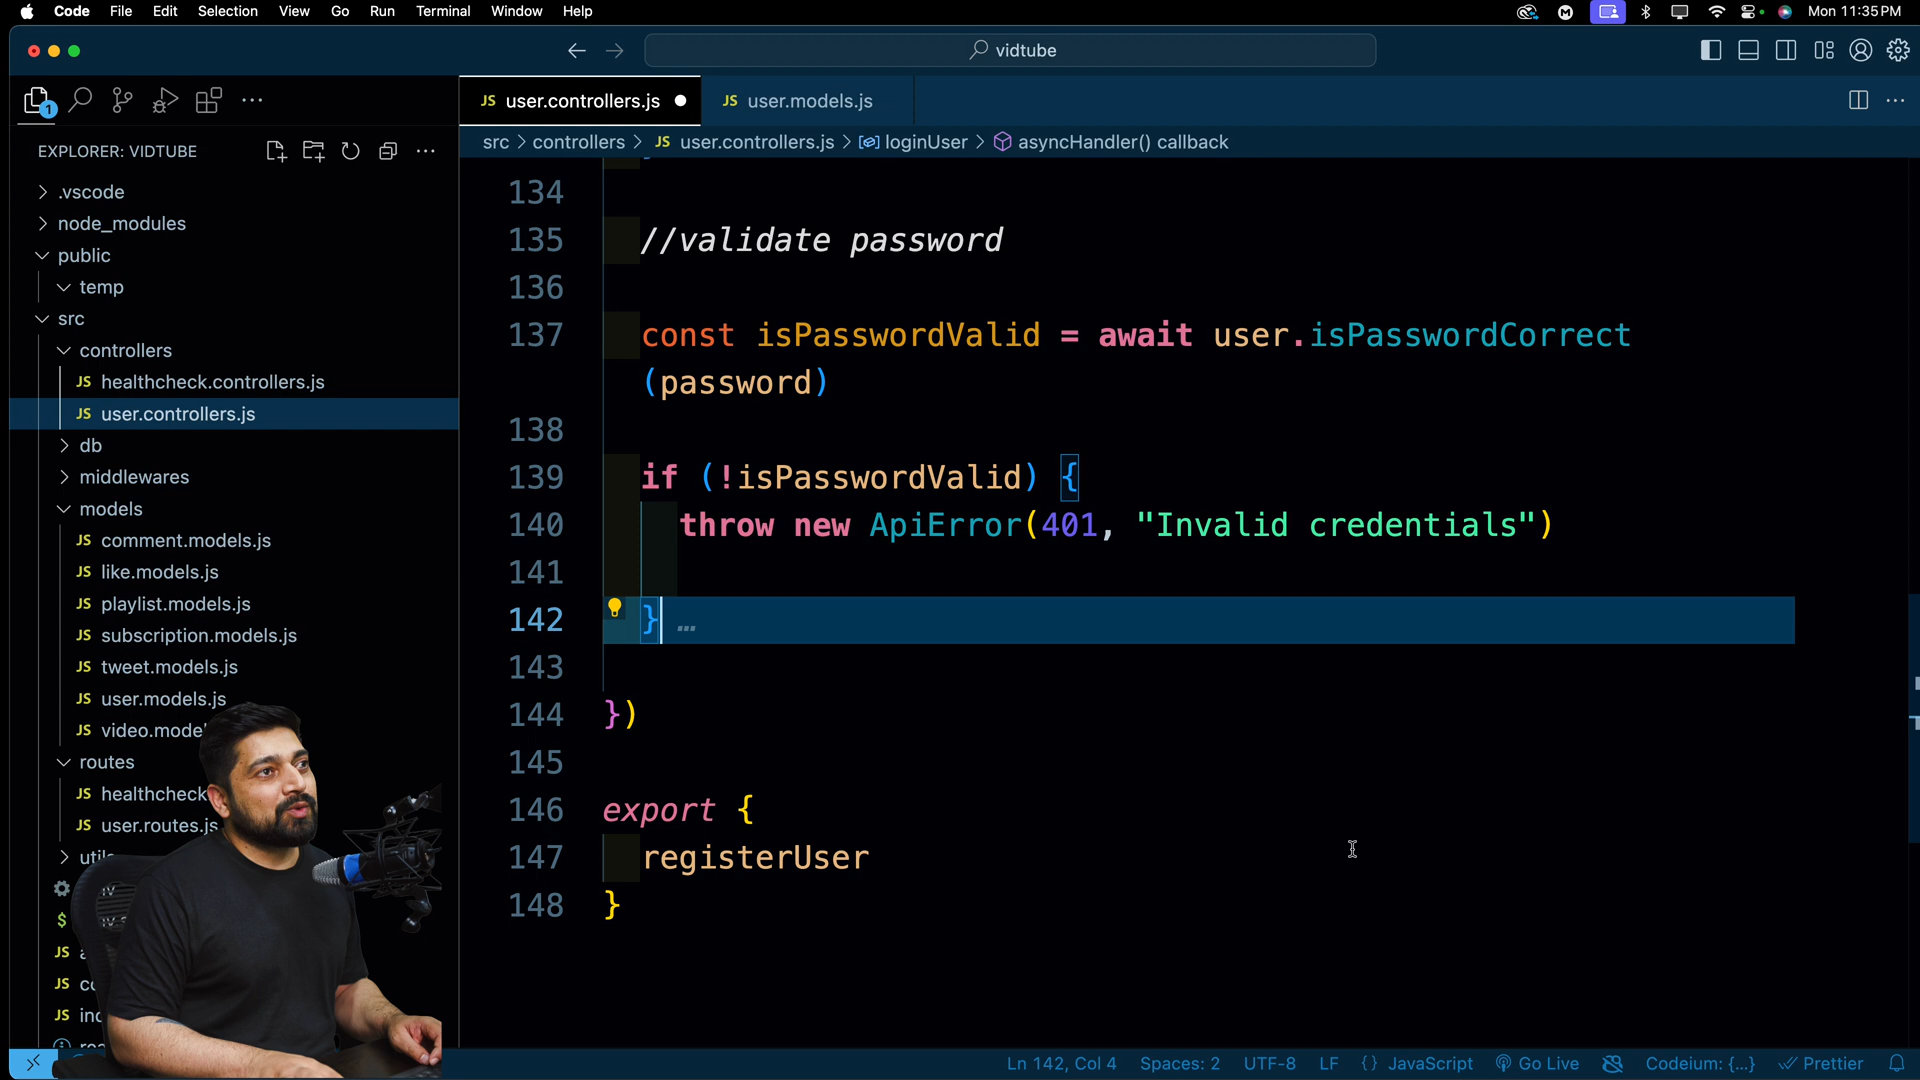 Code File Edit Selection View Go Run Terminal Window Help
Mon 11:35 PM
vidtube
1
JS user.controllers.js
JS user.models.js
EXPLORER: VIDTUBE
src > controllers > JS user.controllers.js > loginUser > asyncHandler() callback
.vscode
node_modules
public
temp
src
controllers
JS healthcheck.controllers.js
JS user.controllers.js
db
middlewares
models
JS comment.models.js
JS like.models.js
JS playlist.models.js
JS subscription.models.js
JS tweet.models.js
JS user.models.js
JS
routes
JS
JS user.routes.js
$
JS
JS
JS
134
135 //validate password
136
137 const isPasswordValid = await user.isPasswordCorrect
(password)
138
139 if (!isPasswordValid) {
140 throw new ApiError(401, "Invalid credentials")
141
142 } …
143
144 })
145
146 export {
147 registerUser
148 }
Ln 142, Col 4 Spaces: 2 UTF-8 LF {} JavaScript Go Live Codeium: {...} Prettier